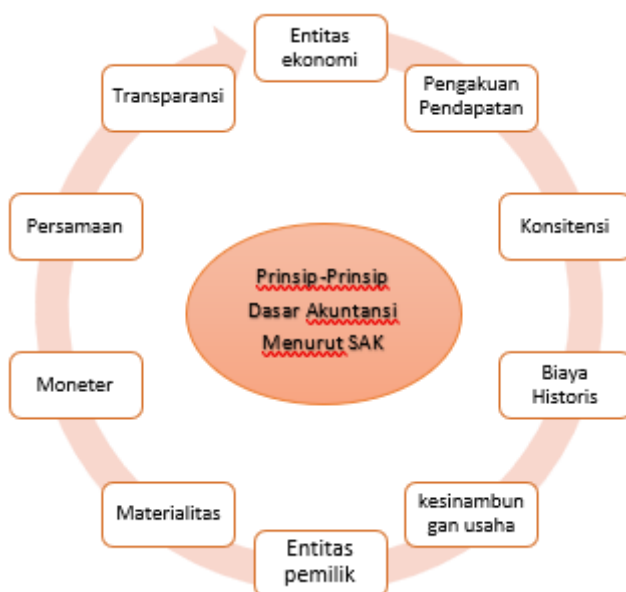 Entitas
ekonomi
Pengakuan
Pendapatan
Konsitensi
Biaya
Historis
kesinambun
gan usaha
Entitas
pemilik
Materialitas
Moneter
Persamaan
Transparansi
Prinsip-Prinsip
Dasar Akuntansi
Menurut SAK